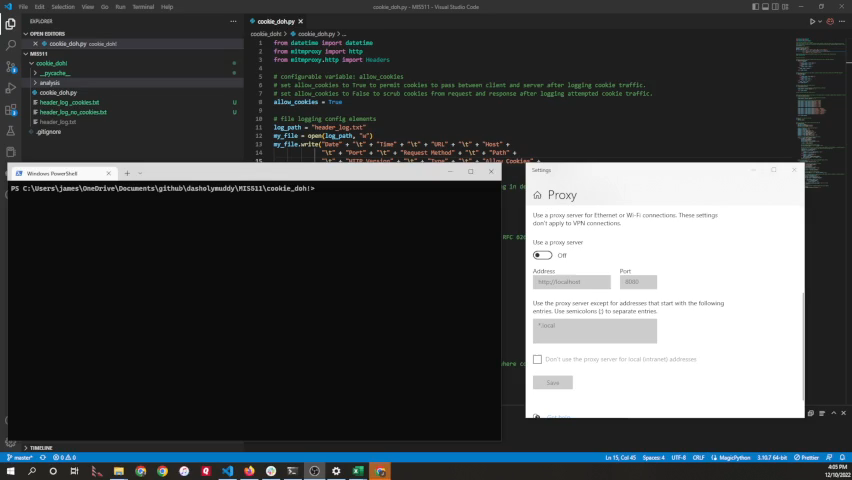 File Edit Selection View Go Run Terminal Help
cookie_doh.py - MIS511 - Visual Studio Code
EXPLORER
OPEN EDITORS
cookie_doh.py cookie_doh!
MIS511
cookie_doh!
__pycache__
analysis
cookie_doh.py
header_log_cookies.txt U
header_log_no_cookies.txt U
header_log.txt
.gitignore
TIMELINE
cookie_doh.py
cookie_doh! > cookie_doh.py > ...
1 from datetime import datetime
2 from mitmproxy import http
3 from mitmproxy.http import Headers
4
5 # configurable variable: allow_cookies
6 # set allow_cookies to True to permit cookies to pass between client and server after logging cookie traffic.
7 # set allow_cookies to False to scrub cookies from request and response after logging attempted cookie traffic.
8 allow_cookies = True
9
10 # file logging config elements
11 log_path = "header_log.txt"
12 my_file = open(log_path, "w")
13 my_file.write("Date" + "\t" + "Time" + "\t" + "URL" + "\t" + "Host" +
14 "\t" + "Port" + "\t" + "Request Method" + "\t" + "Path" +
15 "\t" + "HTTP Version" + "\t" + "Type" + "\t" + "Allow Cookies" +
Windows PowerShell
PS C:\Users\james\OneDrive\Documents\github\dasholymuddy\MIS511\cookie_doh!>
Settings
Proxy
Use a proxy server for Ethernet or Wi-Fi connections. These settings
don't apply to VPN connections.
Use a proxy server
Off
Address Port
http://localhost 8080
Use the proxy server except for addresses that start with the following
entries. Use semicolons (;) to separate entries.
*.local
Don't use the proxy server for local (intranet) addresses
Save
master* 0 0
Ln 15, Col 45 Spaces: 4 UTF-8 CRLF MagicPython 3.10.7 64-bit Prettier
4:05 PM
12/10/2022